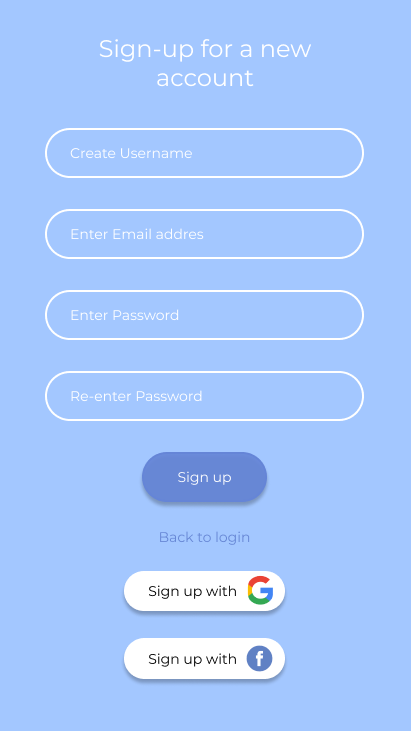 Sign-up for a new
account
Create Username
Enter Email addres
Enter Password
Re-enter Password
Sign up
Back to login
Sign up with G
Sign up with f